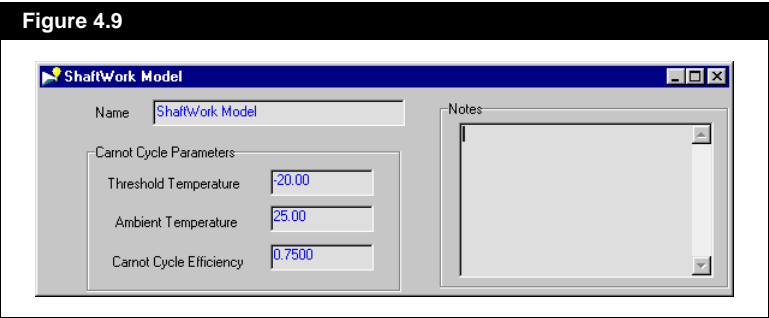 Figure 4.9
ShaftWork Model
Name ShaftWork Model
Notes
Carnot Cycle Parameters
Threshold Temperature -20.00
Ambient Temperature 25.00
Carnot Cycle Efficiency 0.7500